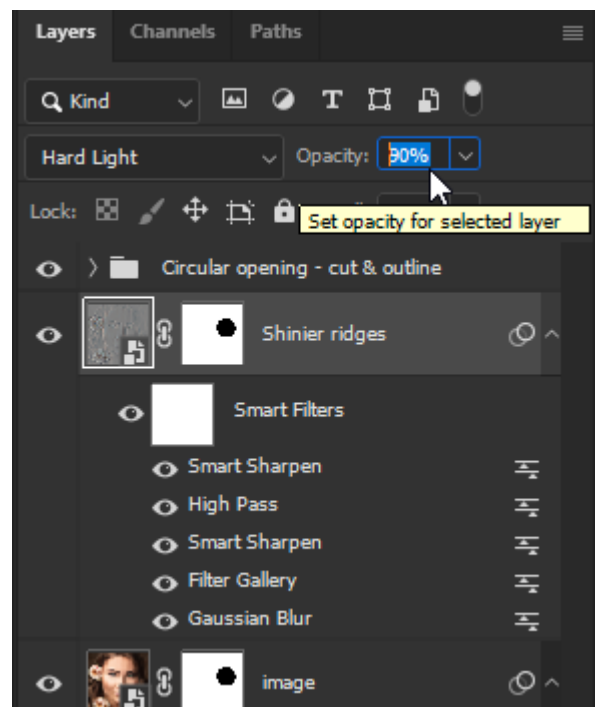 Layers Channels Paths
Kind
Hard Light Opacity: 90%
Lock:
Set opacity for selected layer
Circular opening - cut & outline
Shinier ridges
Smart Filters
Smart Sharpen
High Pass
Smart Sharpen
Filter Gallery
Gaussian Blur
image